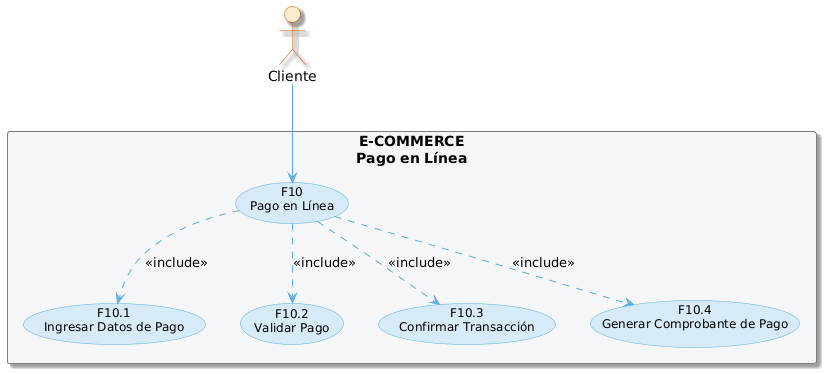 Cliente
E-COMMERCE
Pago en Línea
F10
Pago en Línea
«include»
«include»
«include»
«include»
F10.1
Ingresar Datos de Pago
F10.2
Validar Pago
F10.3
Confirmar Transacción
F10.4
Generar Comprobante de Pago